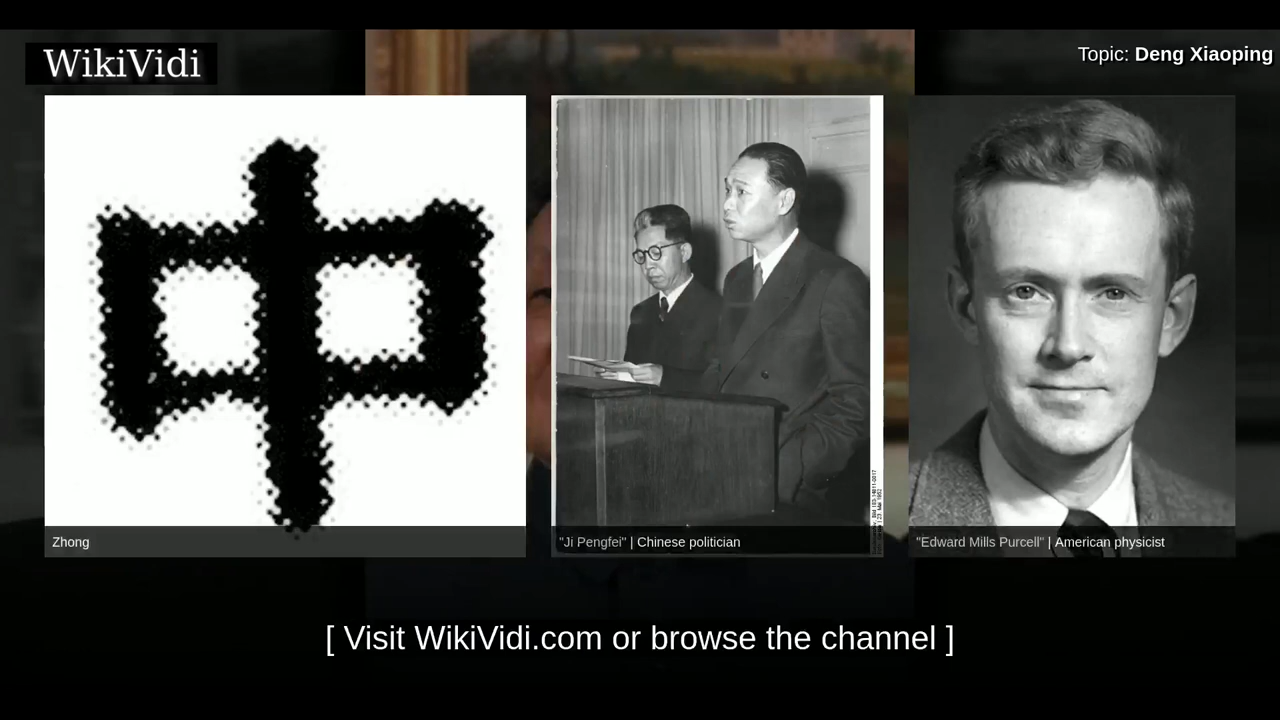 WikiVidi
Topic: Deng Xiaoping
中
Zhong
"Ji Pengfei" | Chinese politician
"Edward Mills Purcell" | American physicist
[ Visit WikiVidi.com or browse the channel ]